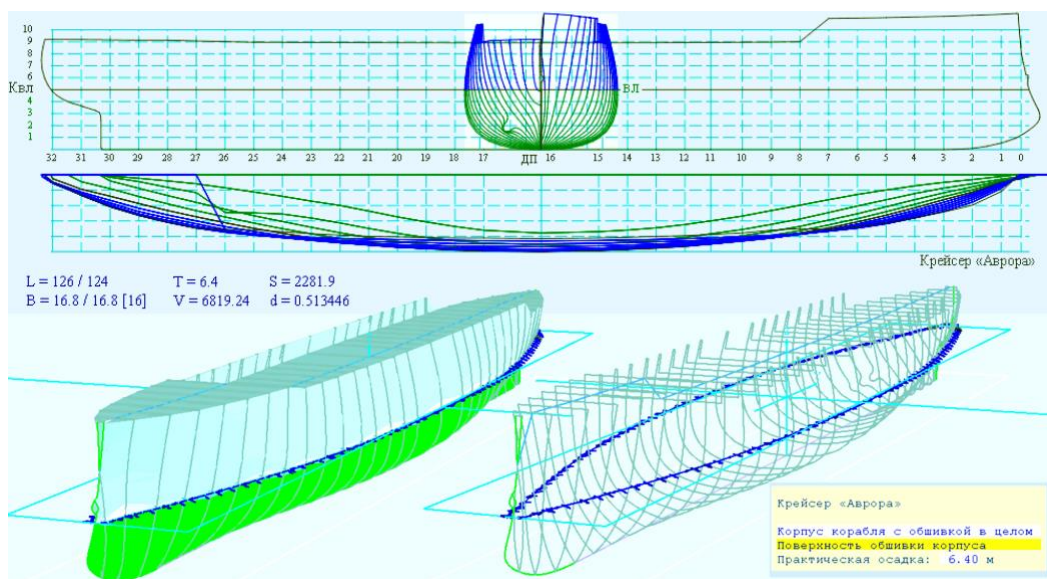 10
9
8
7
6
Квл
ВЛ
4
3
2
1
32 31 30 29 28 27 26 25 24 23 22 21 20 19 18 17 ДП 16 15 14 13 12 11 10 9 8 7 6 5 4 3 2 1 0
Крейсер «Аврора»
L = 126 / 124 T = 6.4 S = 2281.9
B = 16.8 / 16.8 [16] V = 6819.24 d = 0.513446
Крейсер «Аврора»
Корпус корабля с обшивкой в целом
Поверхность обшивки корпуса
Практическая осадка: 6.40 м